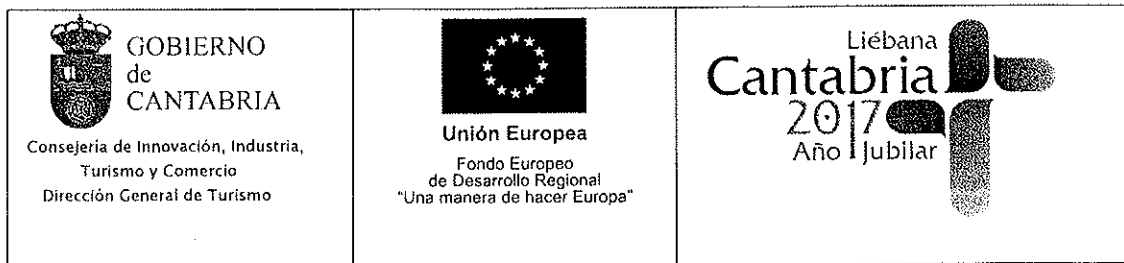 GOBIERNO
de
CANTABRIA
Consejería de Innovación, Industria,
Turismo y Comercio
Dirección General de Turismo
Unión Europea
Fondo Europeo
de Desarrollo Regional
"Una manera de hacer Europa"
Liébana
Cantabria
2017
Año Jubilar